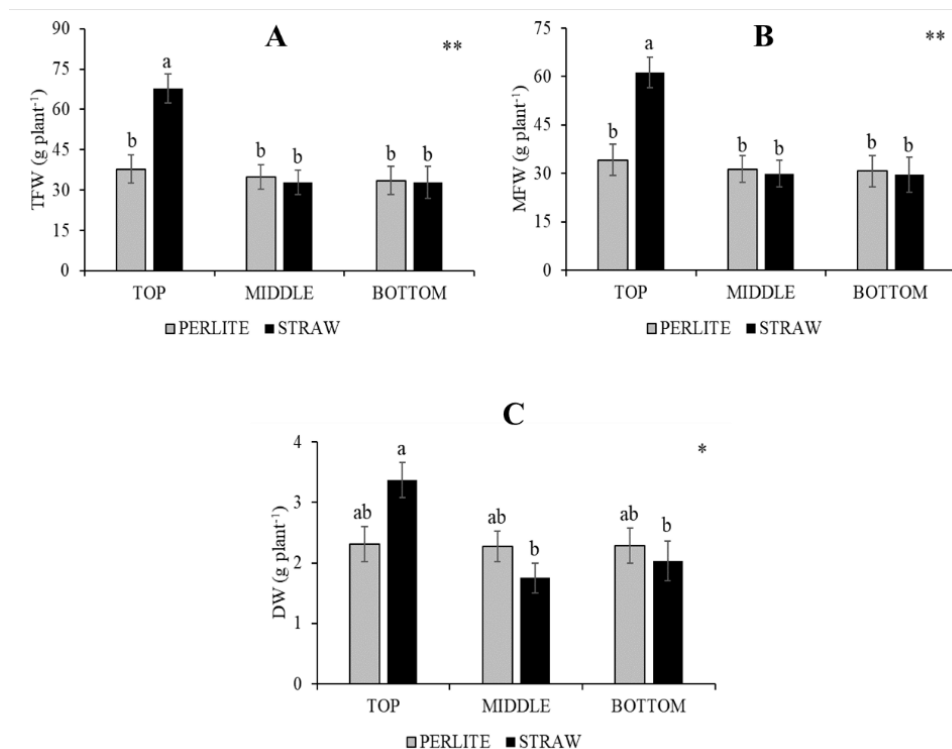 A
**
TFW (g plant⁻¹)
90
75
60
45
30
15
0
b
a
b
b
b
b
TOP
MIDDLE
BOTTOM
PERLITE
STRAW
B
**
MFW (g plant⁻¹)
75
60
45
30
15
0
b
a
b
b
b
b
TOP
MIDDLE
BOTTOM
PERLITE
STRAW
C
*
DW (g plant⁻¹)
4
3
2
1
0
ab
a
ab
b
ab
b
TOP
MIDDLE
BOTTOM
PERLITE
STRAW